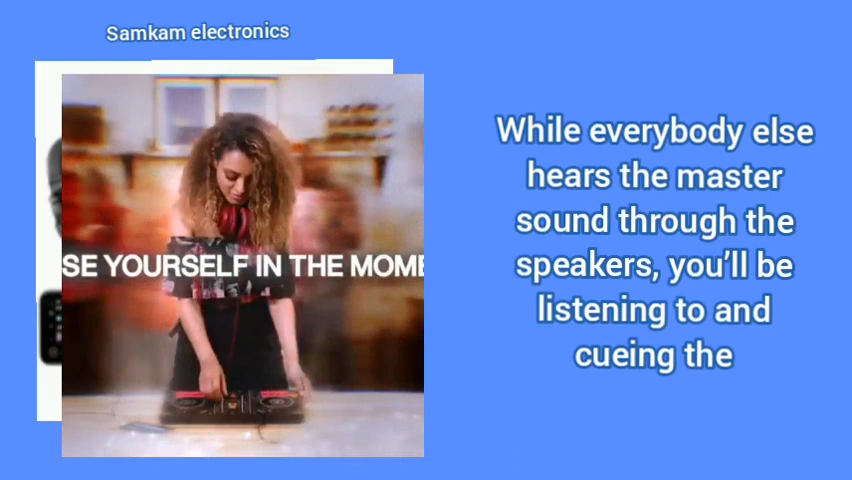 Samkam electronics
SE YOURSELF IN THE MOME
While everybody else
hears the master
sound through the
speakers, you’ll be
listening to and
cueing the